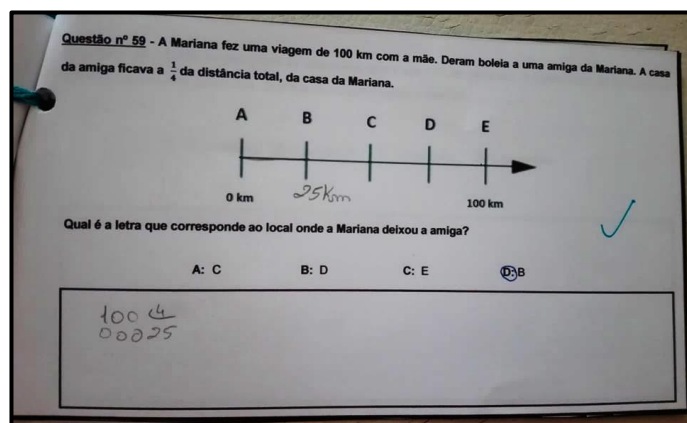 Questão nº 59 - A Mariana fez uma viagem de 100 km com a mãe. Deram boleia a uma amiga da Mariana. A casa
da amiga ficava a 1/4 da distância total, da casa da Mariana.
A B C D E
0 km 25Km 100 km
Qual é a letra que corresponde ao local onde a Mariana deixou a amiga?
A: C B: D C: E D: B
100 4
00025